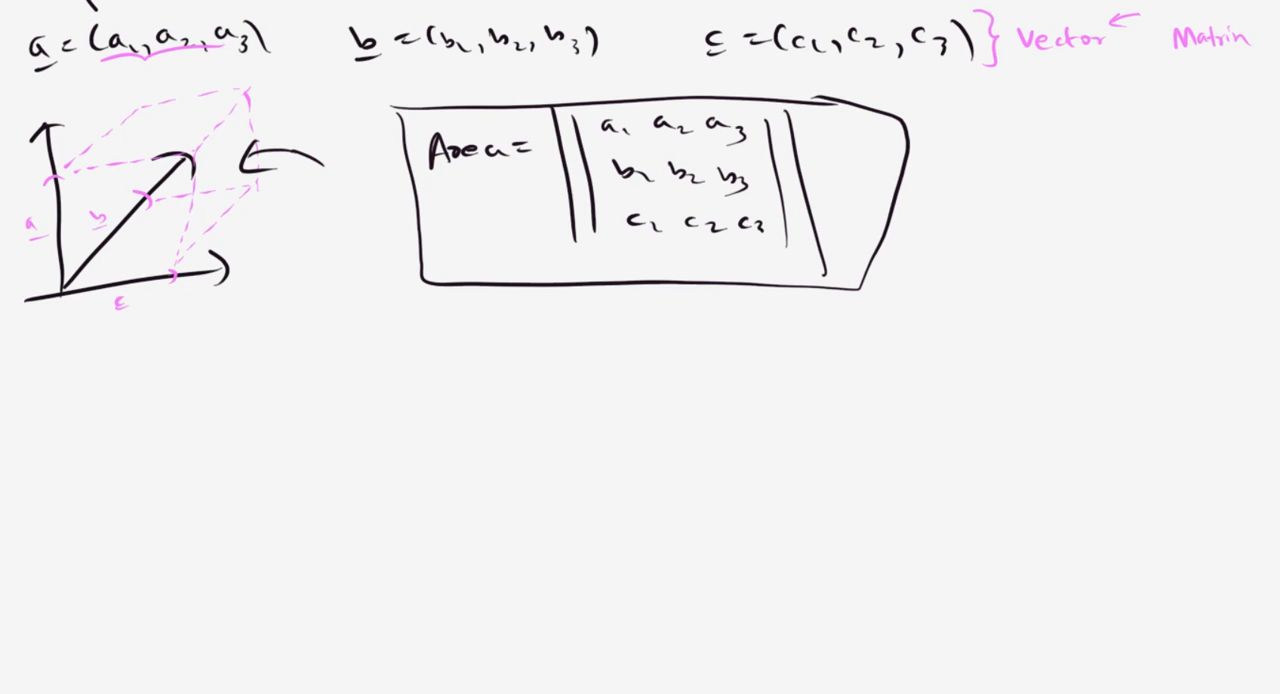 a = (a₁, a₂, a₃) b = (b₁, b₂, b₃) c = (c₁, c₂, c₃) } Vector ← Matrix
Area = || a₁ a₂ a₃ ||
b₁ b₂ b₃
c₁ c₂ c₃
a b
c